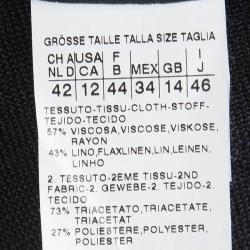 GRÖSSE TAILLE TALLA SIZE TAGLIA
CH A USA F I
NL D CA B MEX GB J
42 12 44 34 14 46
TESSUTO-TISSU-CLOTH-STOFF-
TEJIDO-TECIDO
57% VISCOSA,VISCOSE,VISKOSE,
RAYON
43% LINO,FLAX,LINEN,LIN,LEINEN,
LINHO
2. TESSUTO-2EME TISSU-2ND
FABRIC-2. GEWEBE-2. TEJIDO-2.
TECIDO
73% TRIACETATO,TRIACETATE,
TRIACETAT
27% POLIESTERE,POLYESTER,
POLIESTER